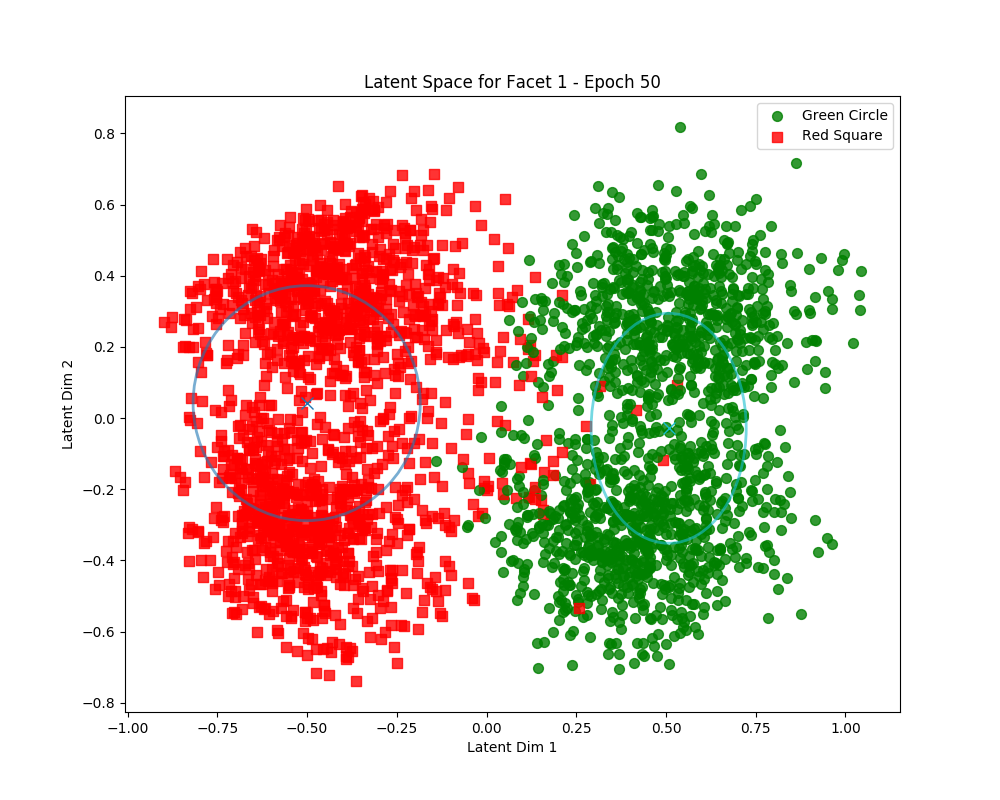 Latent Space for Facet 1 - Epoch 50
Green Circle
Red Square
Latent Dim 2
0.8
0.6
0.4
0.2
0.0
−0.2
−0.4
−0.6
−0.8
−1.00 −0.75 −0.50 −0.25 0.00 0.25 0.50 0.75 1.00
Latent Dim 1